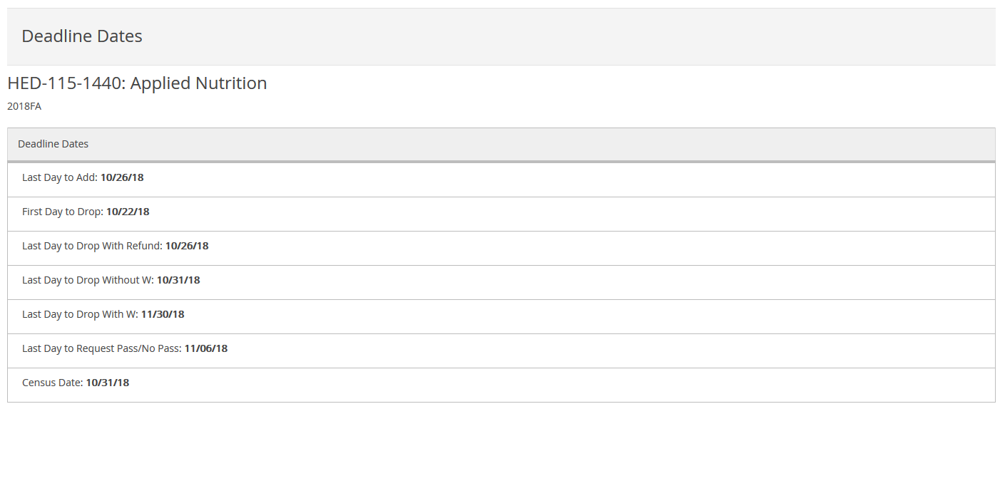 Deadline Dates
HED-115-1440: Applied Nutrition
2018FA
Deadline Dates
Last Day to Add: 10/26/18
First Day to Drop: 10/22/18
Last Day to Drop With Refund: 10/26/18
Last Day to Drop Without W: 10/31/18
Last Day to Drop With W: 11/30/18
Last Day to Request Pass/No Pass: 11/06/18
Census Date: 10/31/18